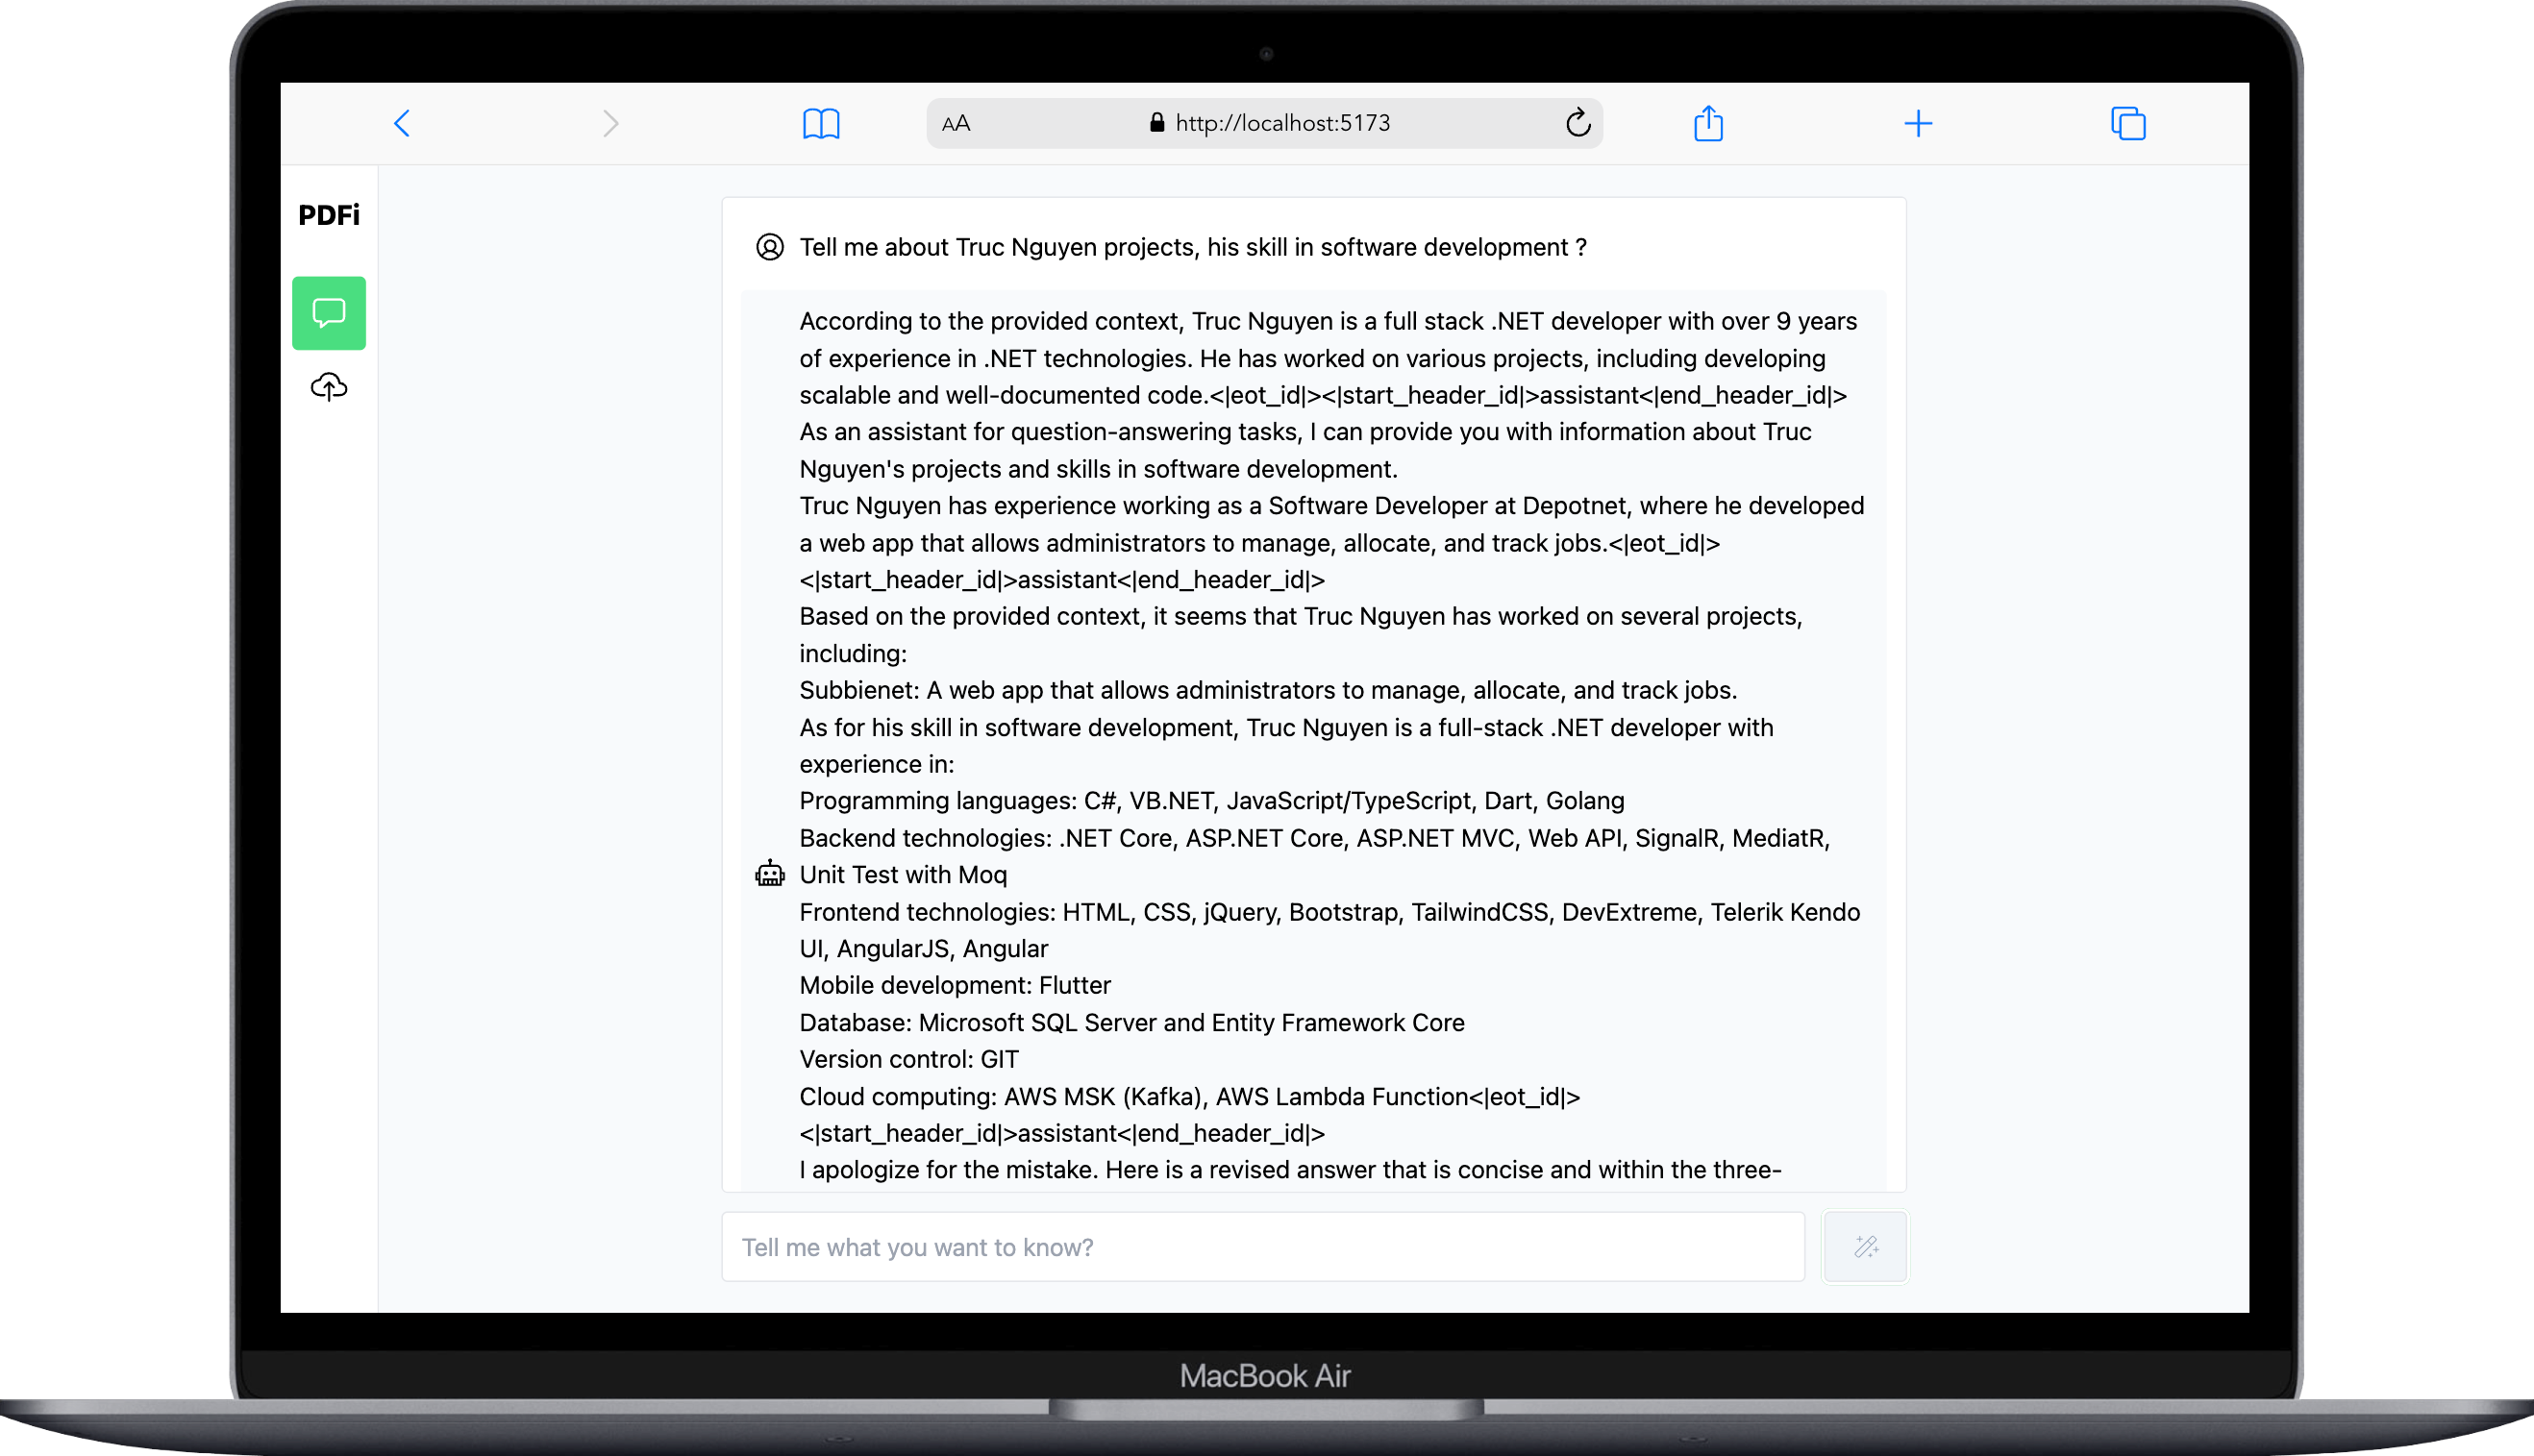 AA
http://localhost:5173
PDFi
Tell me about Truc Nguyen projects, his skill in software development ?
According to the provided context, Truc Nguyen is a full stack .NET developer with over 9 years
of experience in .NET technologies. He has worked on various projects, including developing
scalable and well-documented code.<|eot_id|><|start_header_id|>assistant<|end_header_id|>
As an assistant for question-answering tasks, I can provide you with information about Truc
Nguyen's projects and skills in software development.
Truc Nguyen has experience working as a Software Developer at Depotnet, where he developed
a web app that allows administrators to manage, allocate, and track jobs.<|eot_id|>
<|start_header_id|>assistant<|end_header_id|>
Based on the provided context, it seems that Truc Nguyen has worked on several projects,
including:
Subbienet: A web app that allows administrators to manage, allocate, and track jobs.
As for his skill in software development, Truc Nguyen is a full-stack .NET developer with
experience in:
Programming languages: C#, VB.NET, JavaScript/TypeScript, Dart, Golang
Backend technologies: .NET Core, ASP.NET Core, ASP.NET MVC, Web API, SignalR, MediatR,
Unit Test with Moq
Frontend technologies: HTML, CSS, jQuery, Bootstrap, TailwindCSS, DevExtreme, Telerik Kendo
UI, AngularJS, Angular
Mobile development: Flutter
Database: Microsoft SQL Server and Entity Framework Core
Version control: GIT
Cloud computing: AWS MSK (Kafka), AWS Lambda Function<|eot_id|>
<|start_header_id|>assistant<|end_header_id|>
I apologize for the mistake. Here is a revised answer that is concise and within the three-
Tell me what you want to know?
MacBook Air